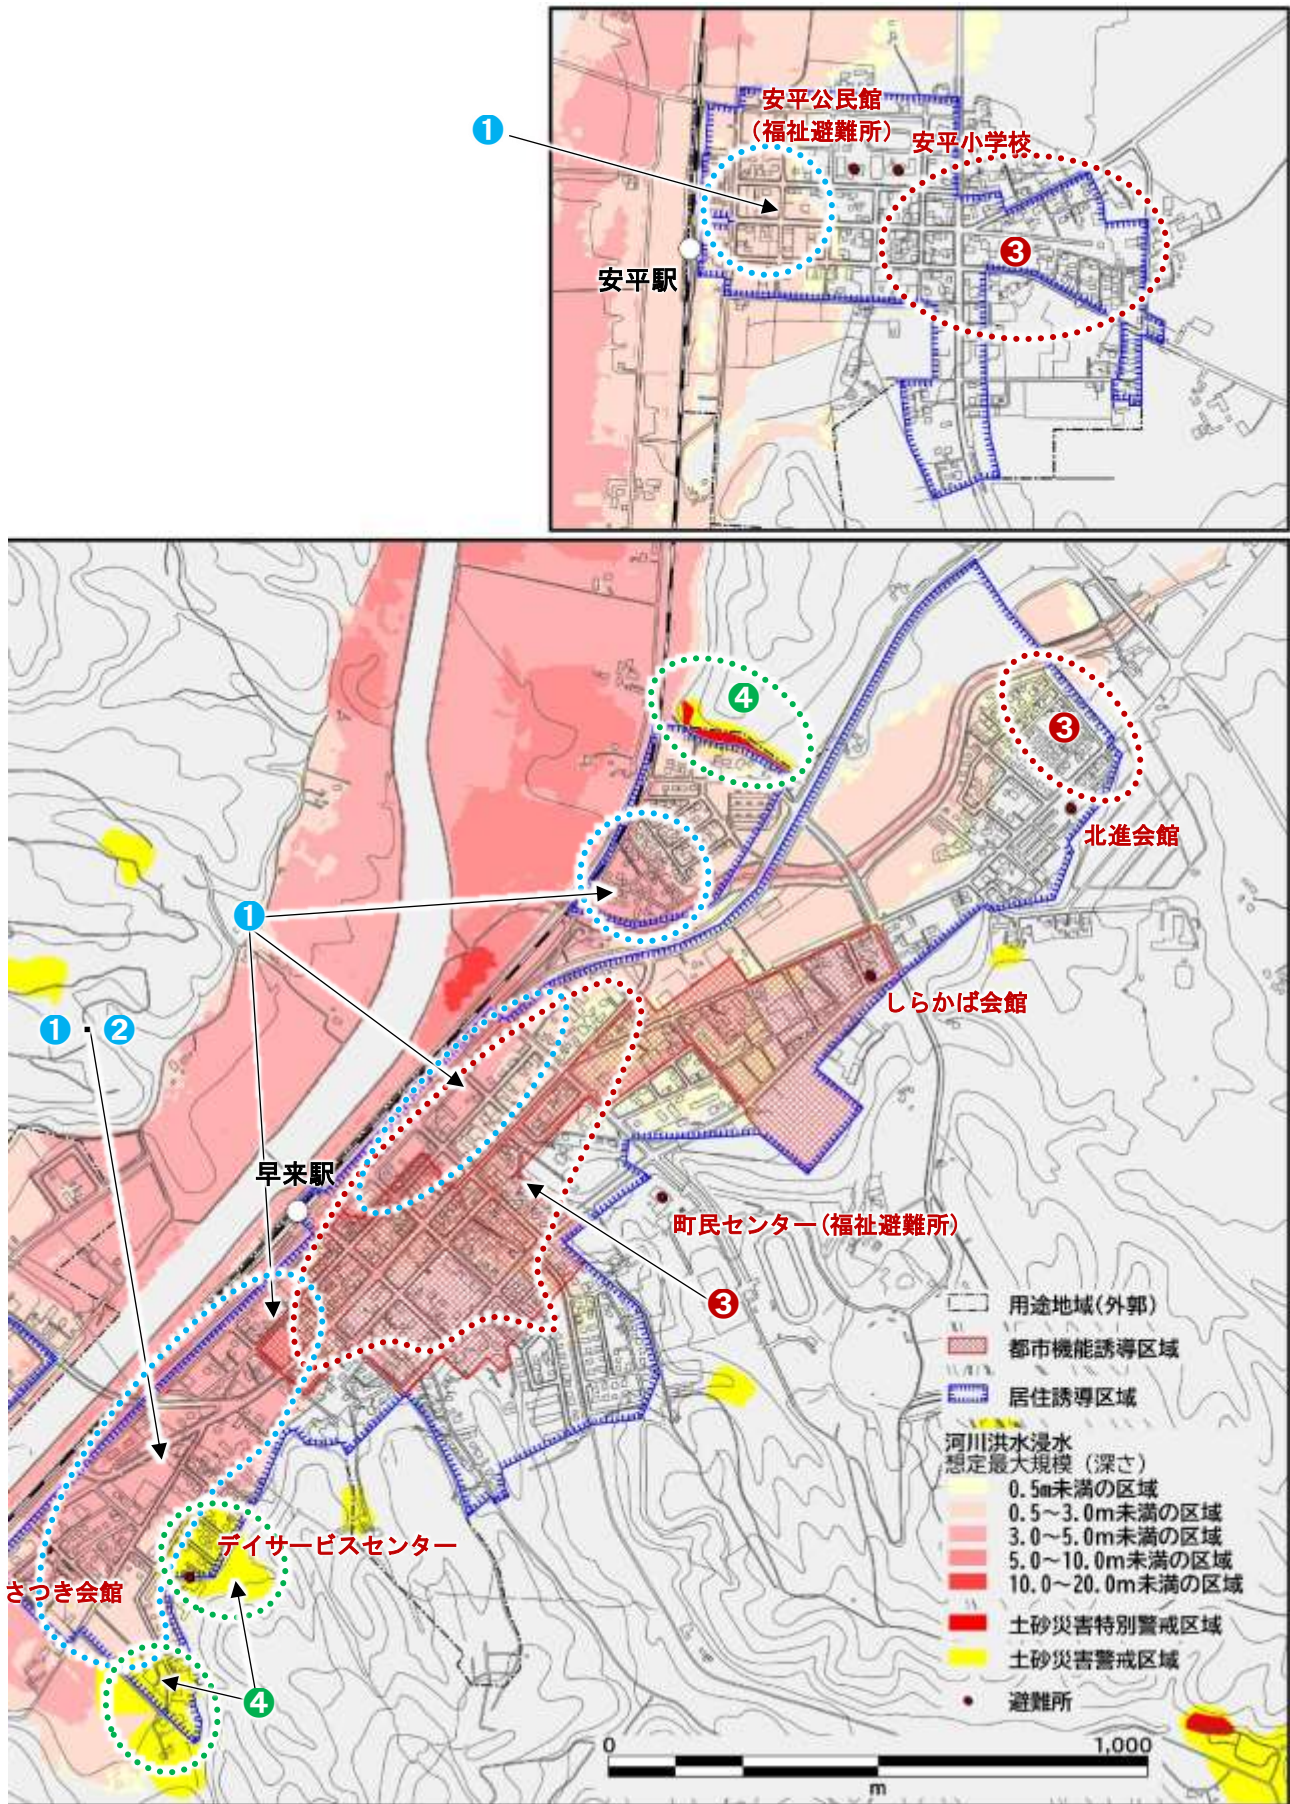 安平公民館
（福祉避難所）
安平小学校
❶
❸
安平駅
❹
❸
北進会館
❶
しらかば会館
❶・❷
早来駅
町民センター(福祉避難所)
❸
デイサービスセンター
さつき会館
❹
用途地域(外郭)
都市機能誘導区域
居住誘導区域
河川洪水浸水
想定最大規模（深さ）
0.5m未満の区域
0.5～3.0m未満の区域
3.0～5.0m未満の区域
5.0～10.0m未満の区域
10.0～20.0m未満の区域
土砂災害特別警戒区域
土砂災害警戒区域
避難所
0 1,000
m